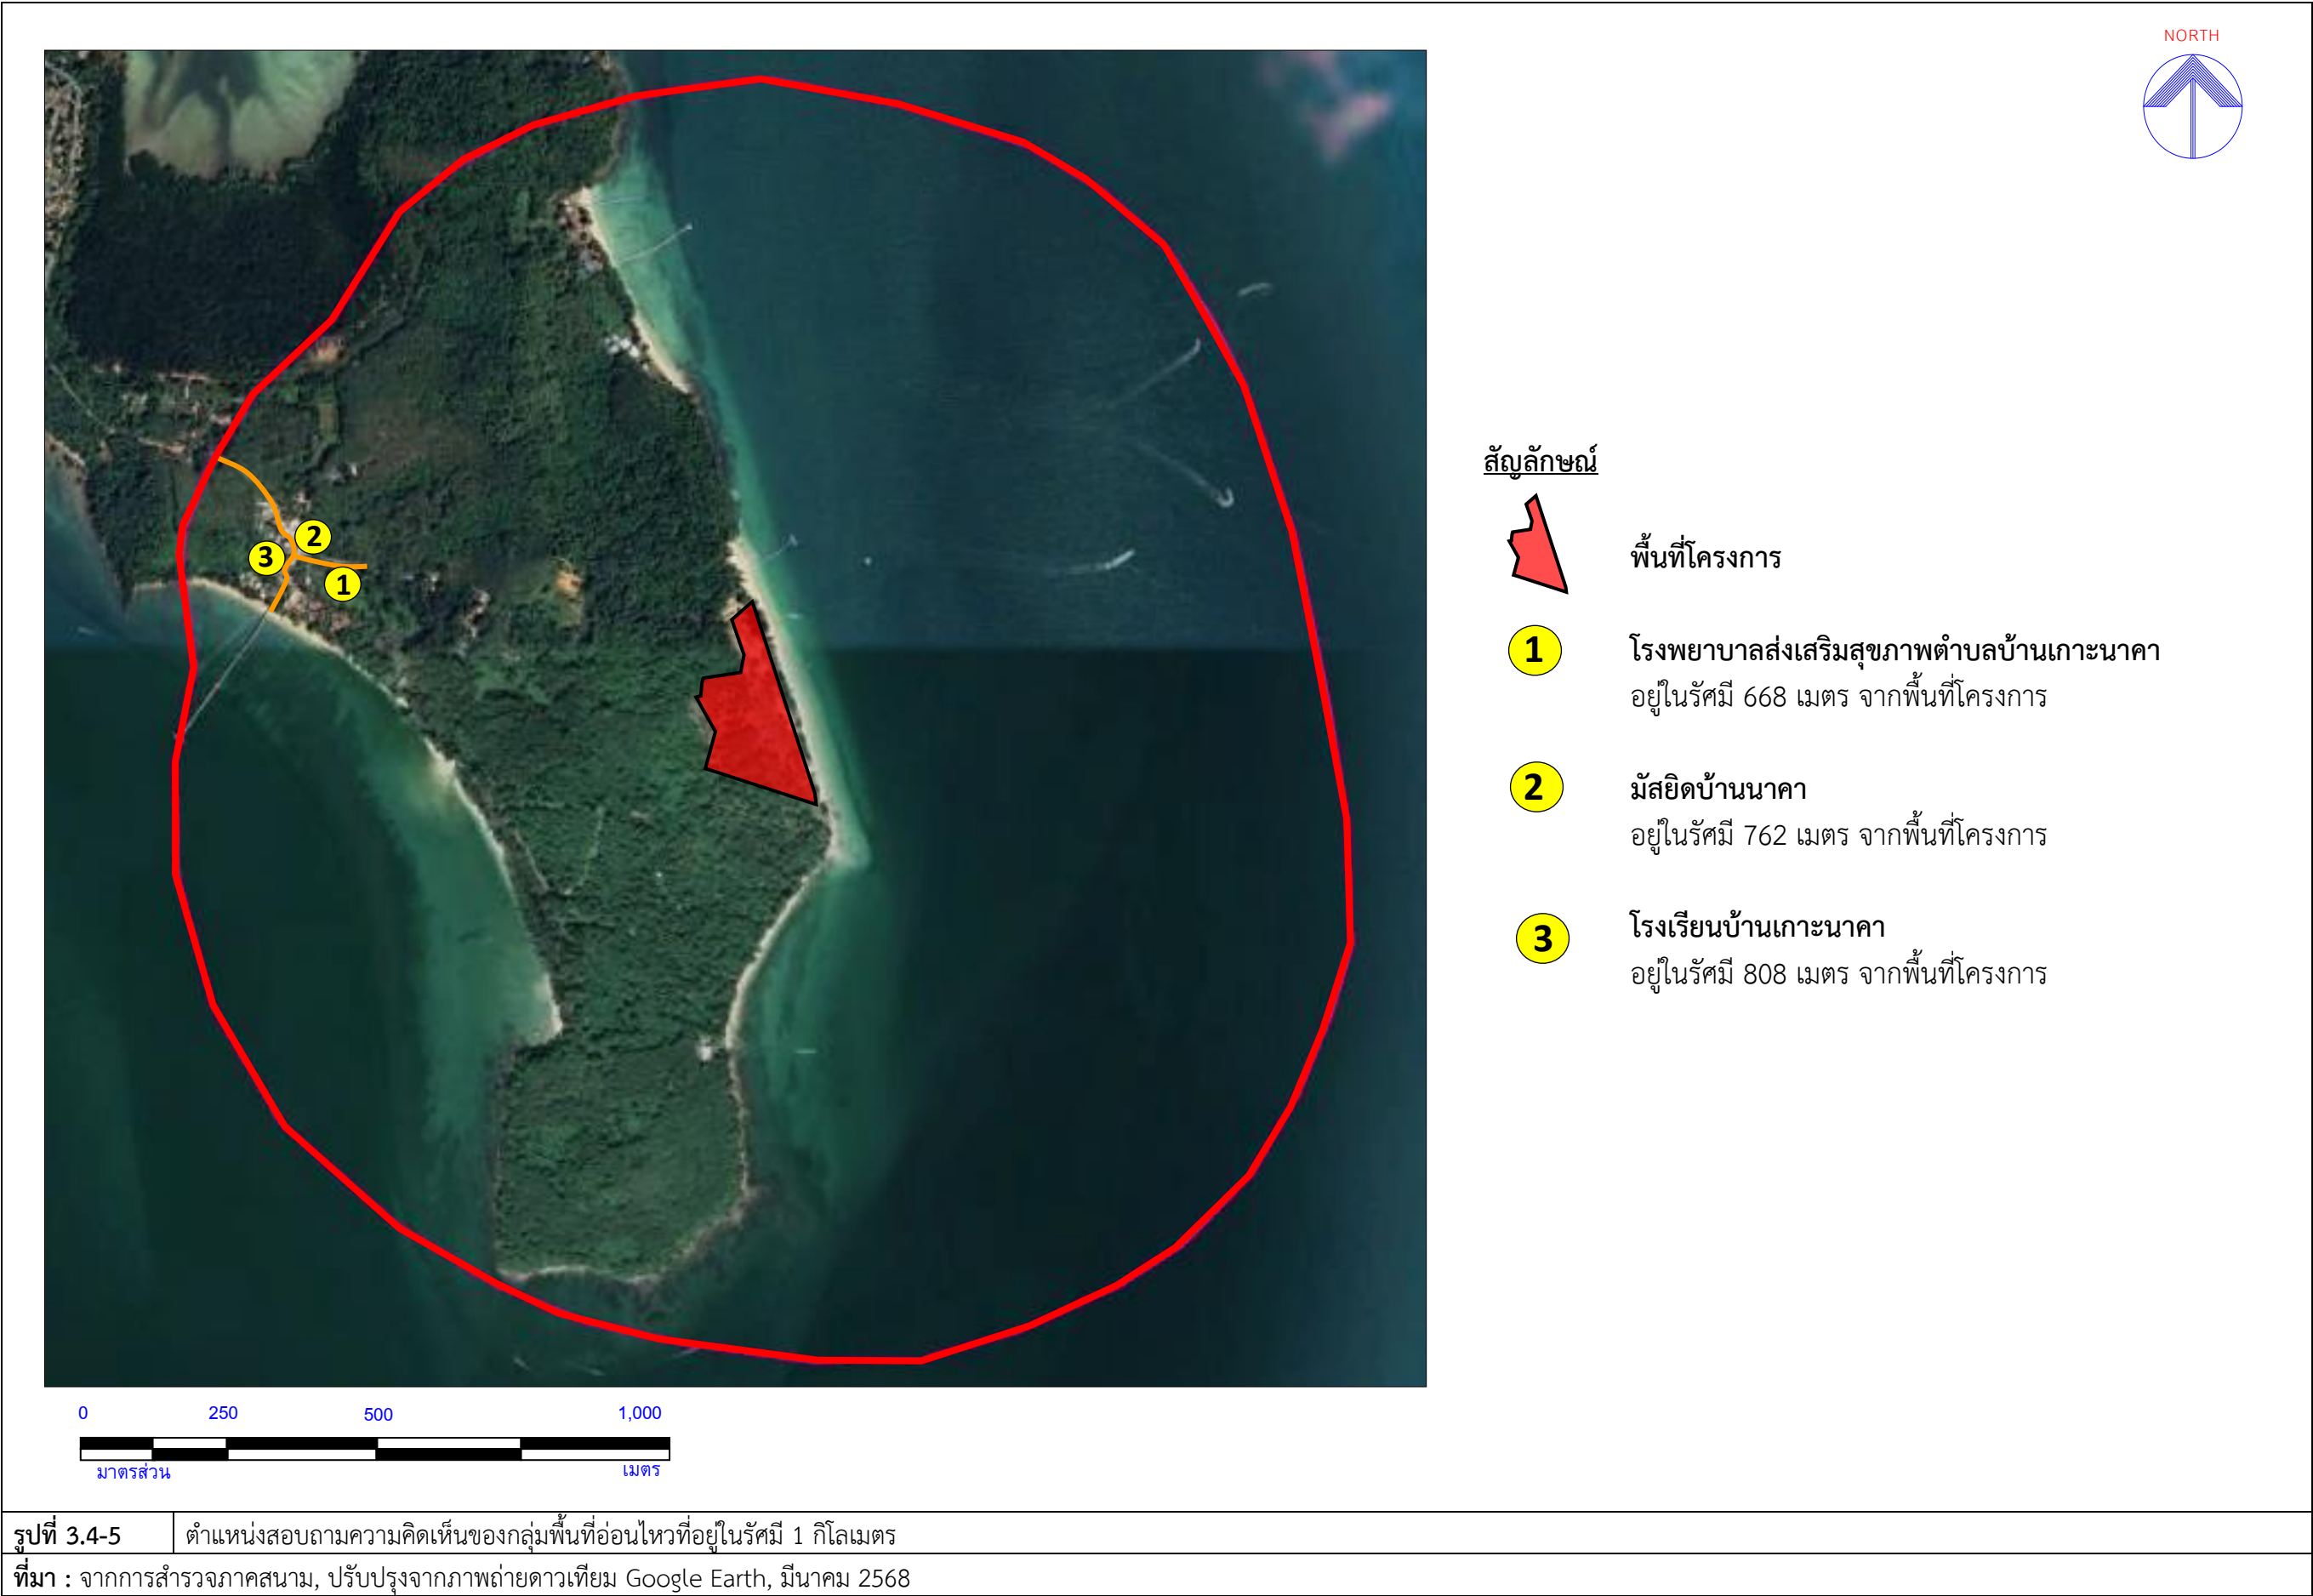 NORTH
2
3
1
สัญลักษณ์
พื้นที่โครงการ
1 โรงพยาบาลส่งเสริมสุขภาพตำบลบ้านเกาะนาคา
อยู่ในรัศมี 668 เมตร จากพื้นที่โครงการ
2 มัสยิดบ้านนาคา
อยู่ในรัศมี 762 เมตร จากพื้นที่โครงการ
3 โรงเรียนบ้านเกาะนาคา
อยู่ในรัศมี 808 เมตร จากพื้นที่โครงการ
0 250 500 1,000
มาตรส่วน เมตร
รูปที่ 3.4-5 ตำแหน่งสอบถามความคิดเห็นของกลุ่มพื้นที่อ่อนไหวที่อยู่ในรัศมี 1 กิโลเมตร
ที่มา : จากการสำรวจภาคสนาม, ปรับปรุงจากภาพถ่ายดาวเทียม Google Earth, มีนาคม 2568